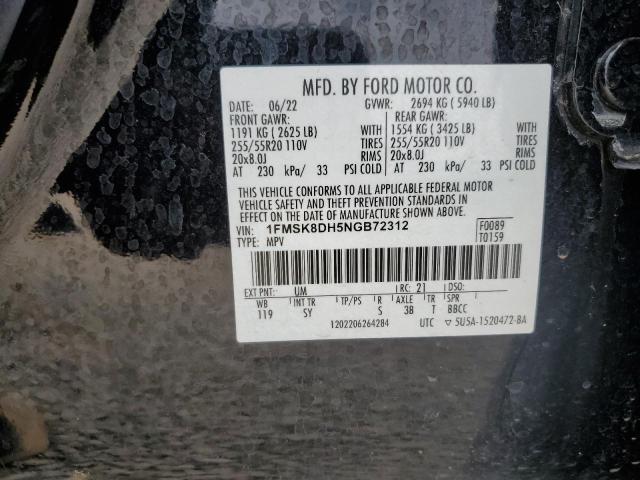 MFD. BY FORD MOTOR CO.
DATE: 06/22 GVWR: 2694 KG ( 5940 LB)
FRONT GAWR: REAR GAWR:
1191 KG ( 2625 LB) WITH 1554 KG ( 3425 LB) WITH
255/55R20 110V TIRES 255/55R20 110V TIRES
20x8.0J RIMS 20x8.0J RIMS
AT 230 kPa/ 33 PSI COLD AT 230 kPa/ 33 PSI COLD
THIS VEHICLE CONFORMS TO ALL APPLICABLE FEDERAL MOTOR
VEHICLE SAFETY AND THEFT PREVENTION STANDARDS IN
EFFECT ON THE DATE OF MANUFACTURE SHOWN ABOVE.
VIN: 1FMSK8DH5NGB72312 F0089
TYPE: MPV T0159
EXT PNT: UM RC: 21 DSO:
WB INT TR TP/PS R AXLE TR SPR
119 SY S 3B T BBCC
1202206264284 UTC ▽ 5U5A-1520472-BA